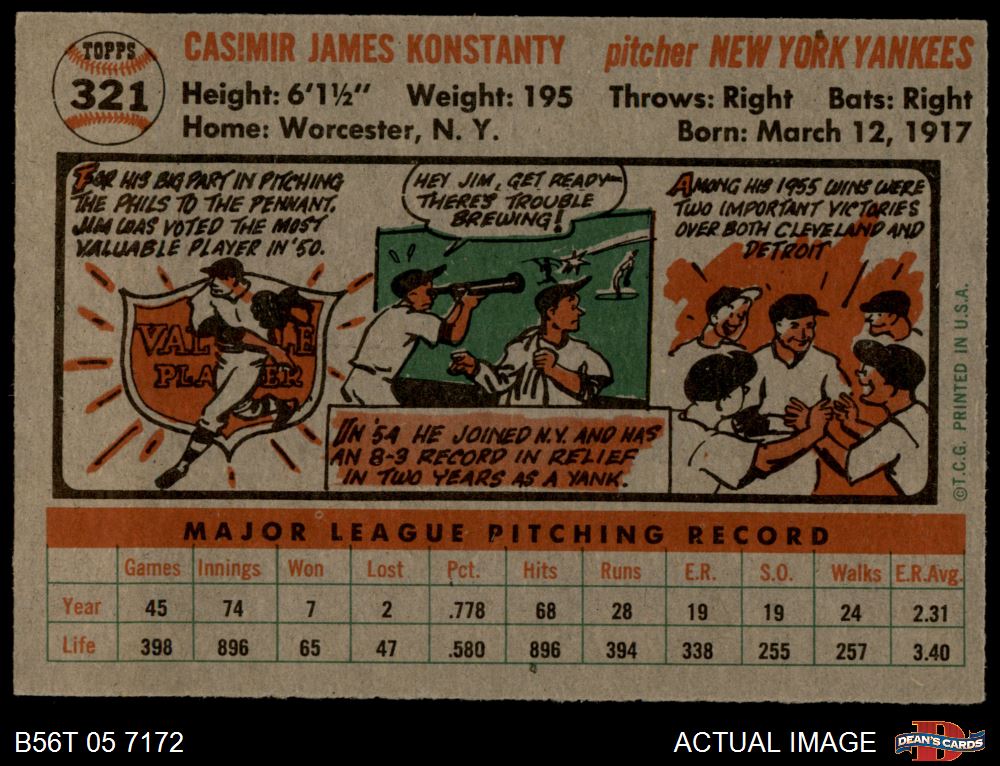 TOPPS
321
CASIMIR JAMES KONSTANTY pitcher NEW YORK YANKEES
Height: 6'1½" Weight: 195 Throws: Right Bats: Right
Home: Worcester, N. Y. Born: March 12, 1917
FOR HIS BIG PART IN PITCHING
THE PHILS TO THE PENNANT,
JIM WAS VOTED THE MOST
VALUABLE PLAYER IN '50.
VAL LE
PLA ER
HEY JIM, GET READY—
THERE'S TROUBLE
BREWING!
IN '54 HE JOINED N.Y. AND HAS
AN 8-3 RECORD IN RELIEF
IN TWO YEARS AS A YANK.
AMONG HIS 1955 WINS WERE
TWO IMPORTANT VICTORIES
OVER BOTH CLEVELAND AND
DETROIT
©T.C.G. PRINTED IN U.S.A.
MAJOR LEAGUE PITCHING RECORD
Games Innings Won Lost Pct. Hits Runs E.R. S.O. Walks E.R.Avg.
Year 45 74 7 2 .778 68 28 19 19 24 2.31
Life 398 896 65 47 .580 896 394 338 255 257 3.40
B56T 05 7172 ACTUAL IMAGE DEAN'S CARDS